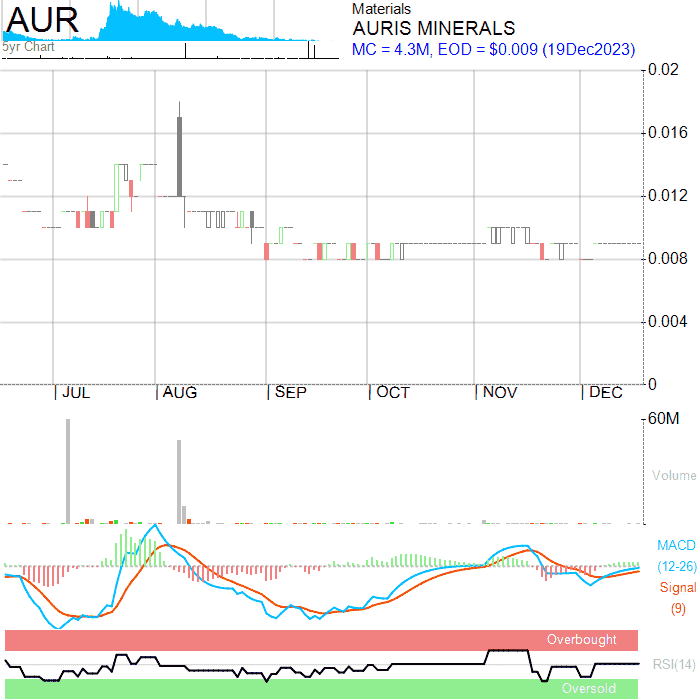 AUR
5yr Chart
Materials
AURIS MINERALS
MC = 4.3M, EOD = $0.009 (19Dec2023)
0.02
0.016
0.012
0.008
0.004
0
JUL AUG SEP OCT NOV DEC
60M
Volume
MACD
(12-26)
Signal
(9)
Overbought
RSI(14)
Oversold